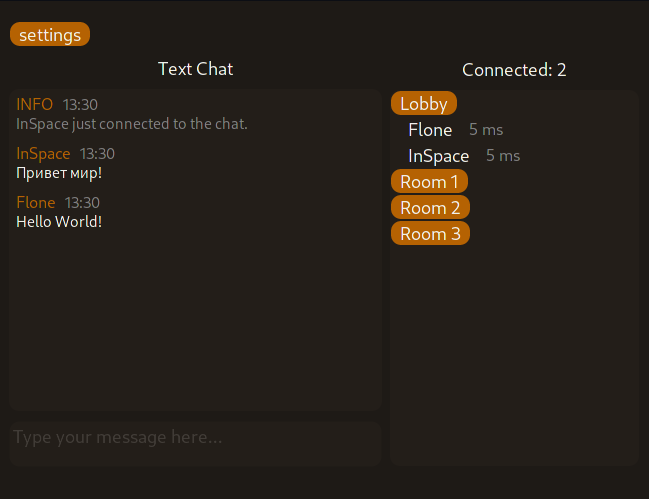 settings
Text Chat
INFO 13:30
InSpace just connected to the chat.
InSpace 13:30
Привет мир!
Flone 13:30
Hello World!
Type your message here...
Connected: 2
Lobby
Flone 5 ms
InSpace 5 ms
Room 1
Room 2
Room 3